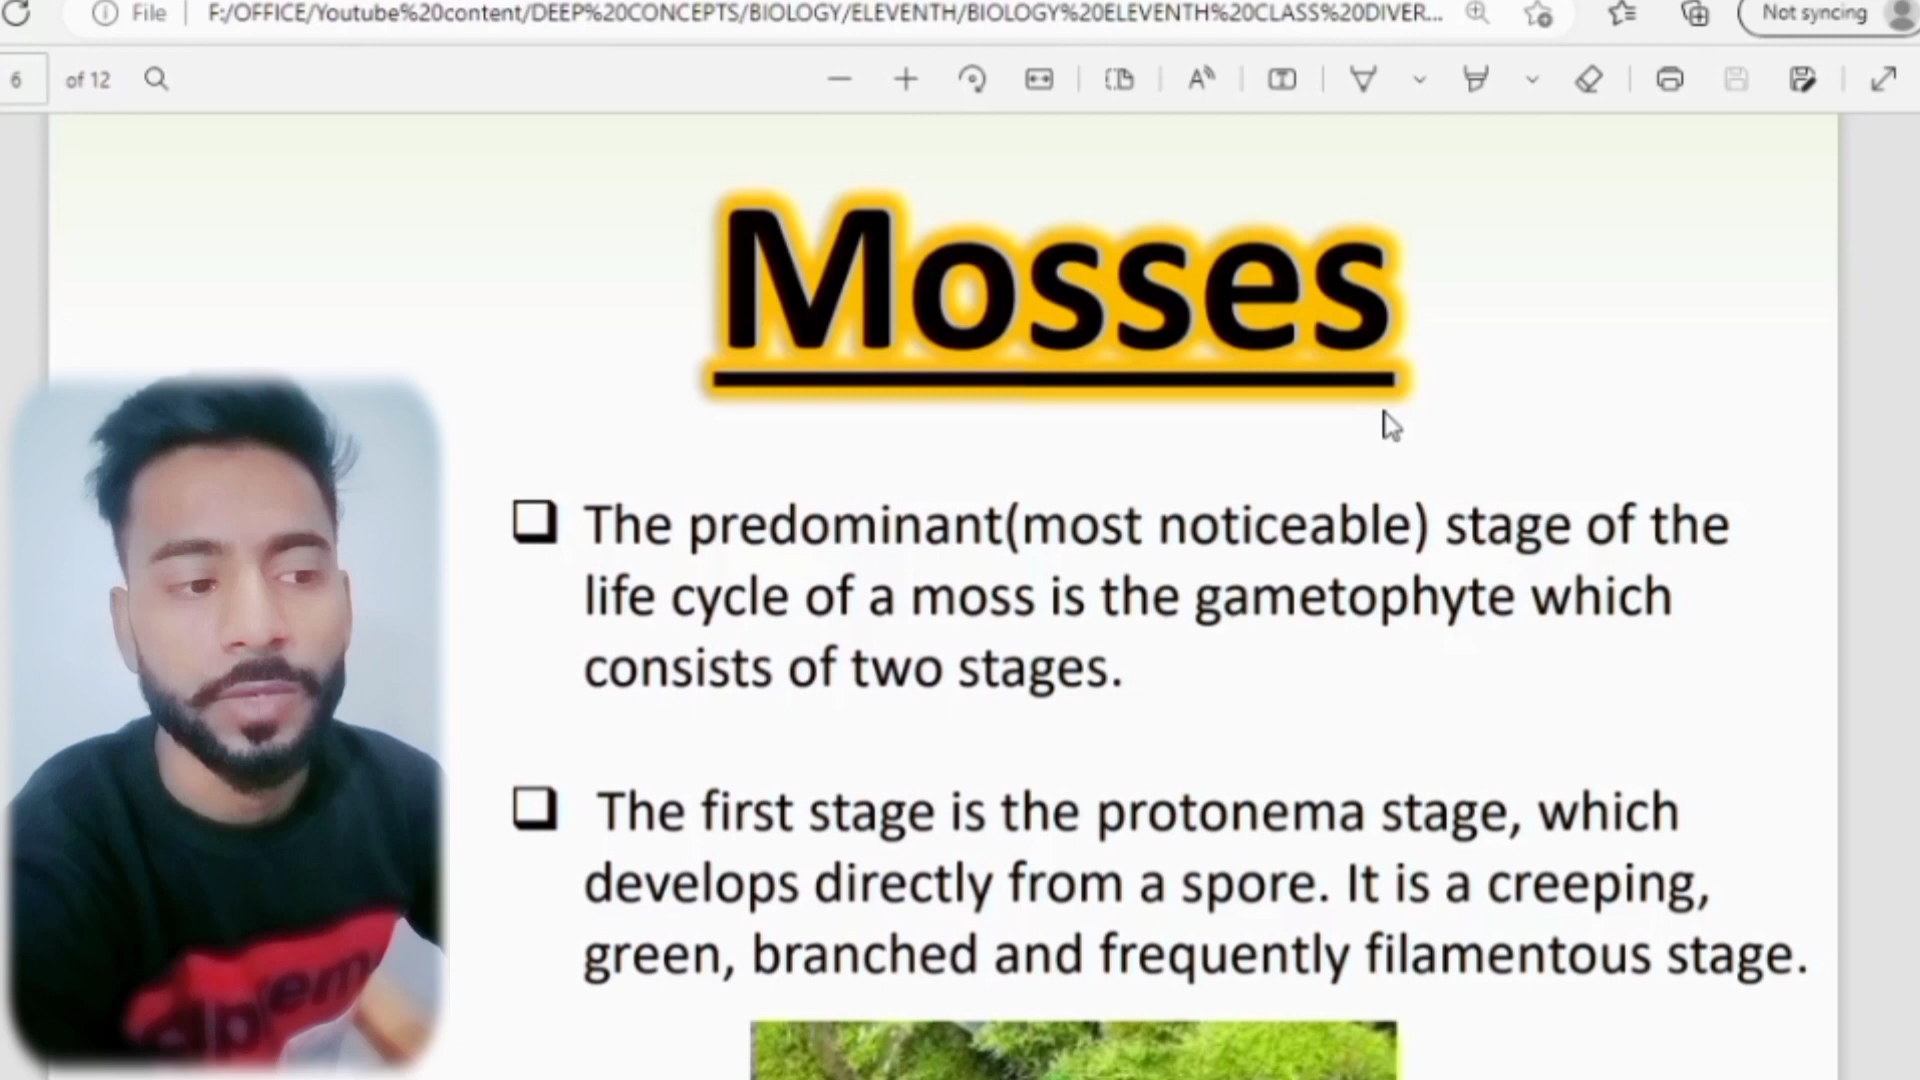 File F:/OFFICE/Youtube%20content/DEEP%20CONCEPTS/BIOLOGY/ELEVENTH/BIOLOGY%20ELEVENTH%20CLASS%20DIVER... Not syncing
6 of 12
Mosses
The predominant(most noticeable) stage of the
life cycle of a moss is the gametophyte which
consists of two stages.
The first stage is the protonema stage, which
develops directly from a spore. It is a creeping,
green, branched and frequently filamentous stage.